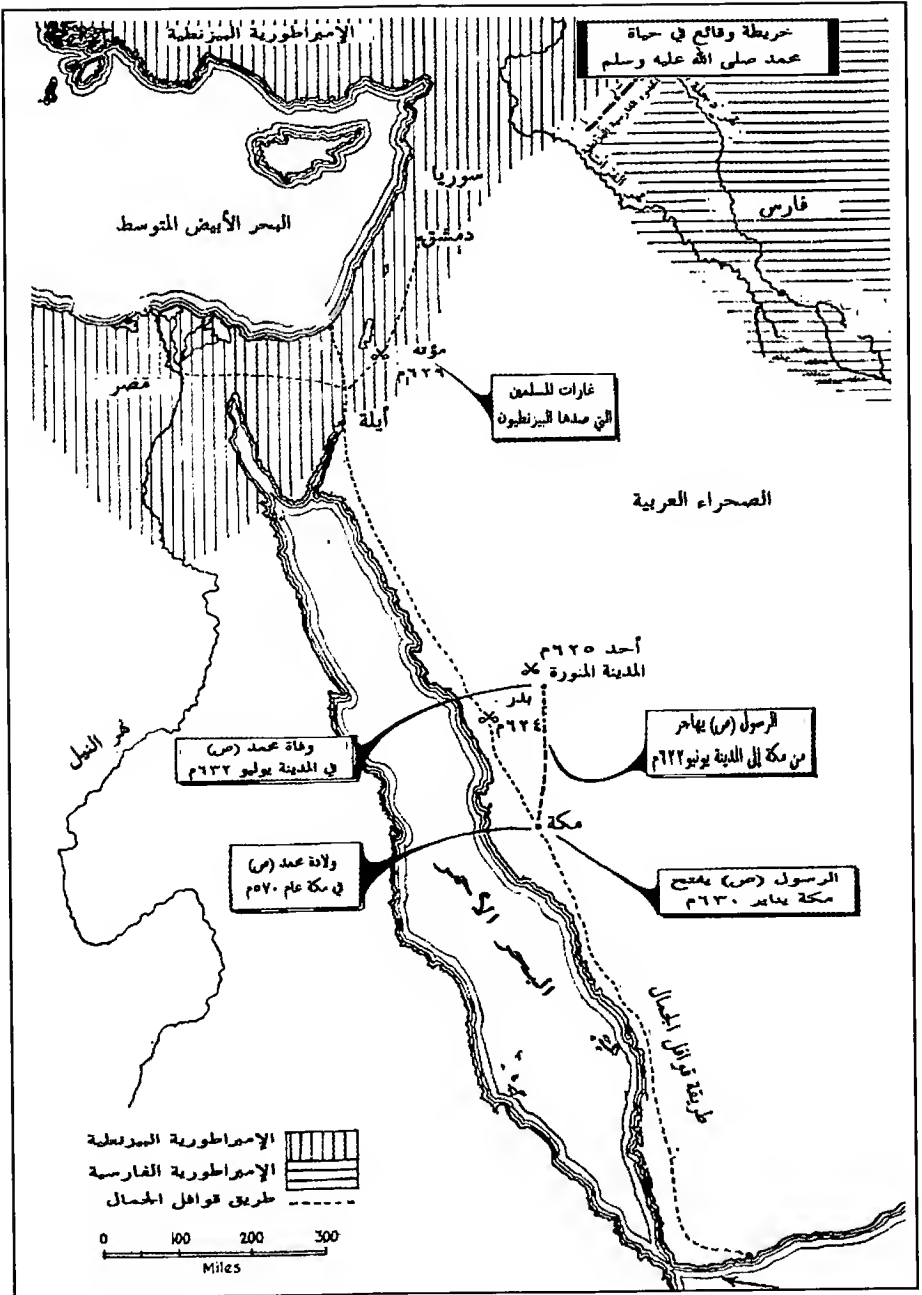 خريطة وقائع في حياة
محمد صلى الله عليه وسلم
الإمبراطورية البيزنطية
سوريا
فارس
البحر الأبيض المتوسط
دمشق
مؤته
٦٢٩م
مصر
أيلة
غارات للمسلمين
التي صدها البيزنطيون
الصحراء العربية
أحد ٦٢٥م
المدينة المنورة
بدر
٦٢٤م
الرسول (ص) يهاجر
من مكة إلى المدينة يونيو ٦٢٢م
نهر النيل
وفاة محمد (ص)
في المدينة يوليو ٦٣٢م
مكة
ولادة محمد (ص)
في مكة عام ٥٧٠م
الرسول (ص) يفتح
مكة يناير ٦٣٠م
البحر الأحمر
طريقة قوافل الجمال
الإمبراطورية البيزنطية
الإمبراطورية الفارسية
طريق قوافل الجمال
0 100 200 300
Miles